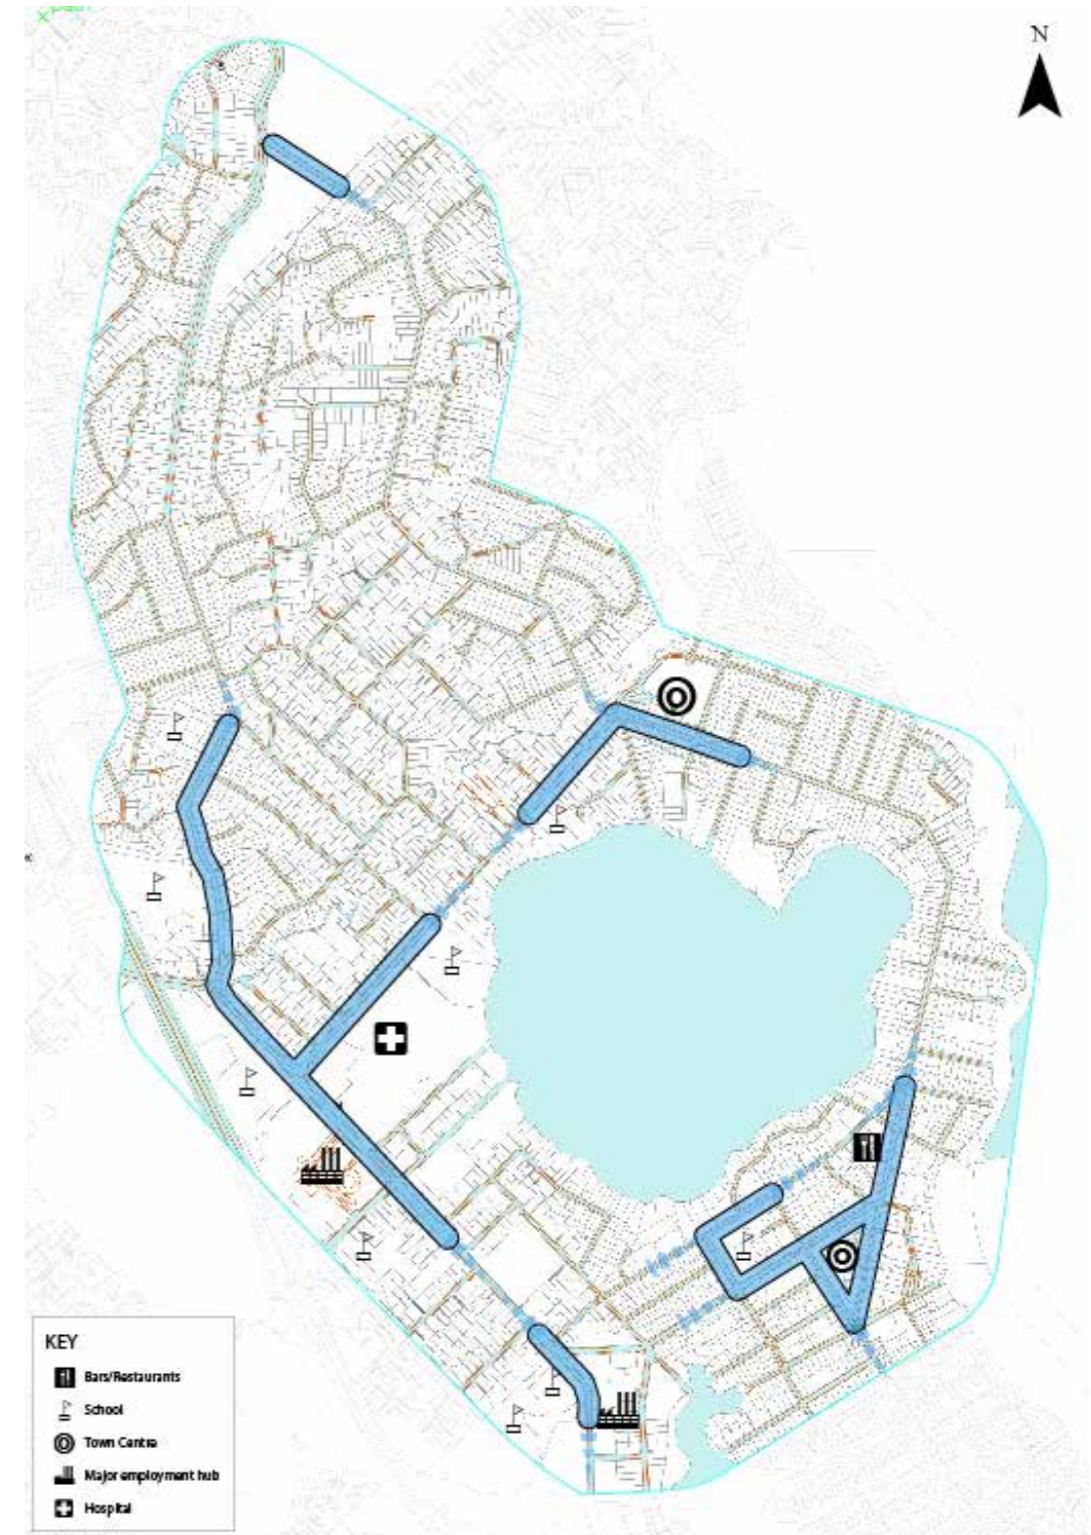 N
KEY
Bars/Restaurants
School
Town Centre
Major employment hub
Hospital